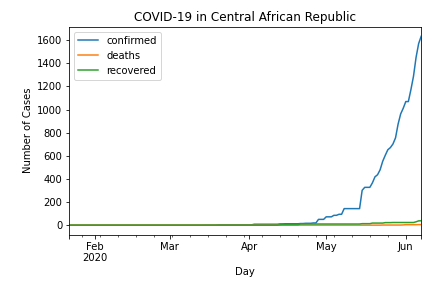 COVID-19 in Central African Republic
confirmed
deaths
recovered
Number of Cases
1600
1400
1200
1000
800
600
400
200
0
Feb
2020
Mar
Apr
May
Jun
Day